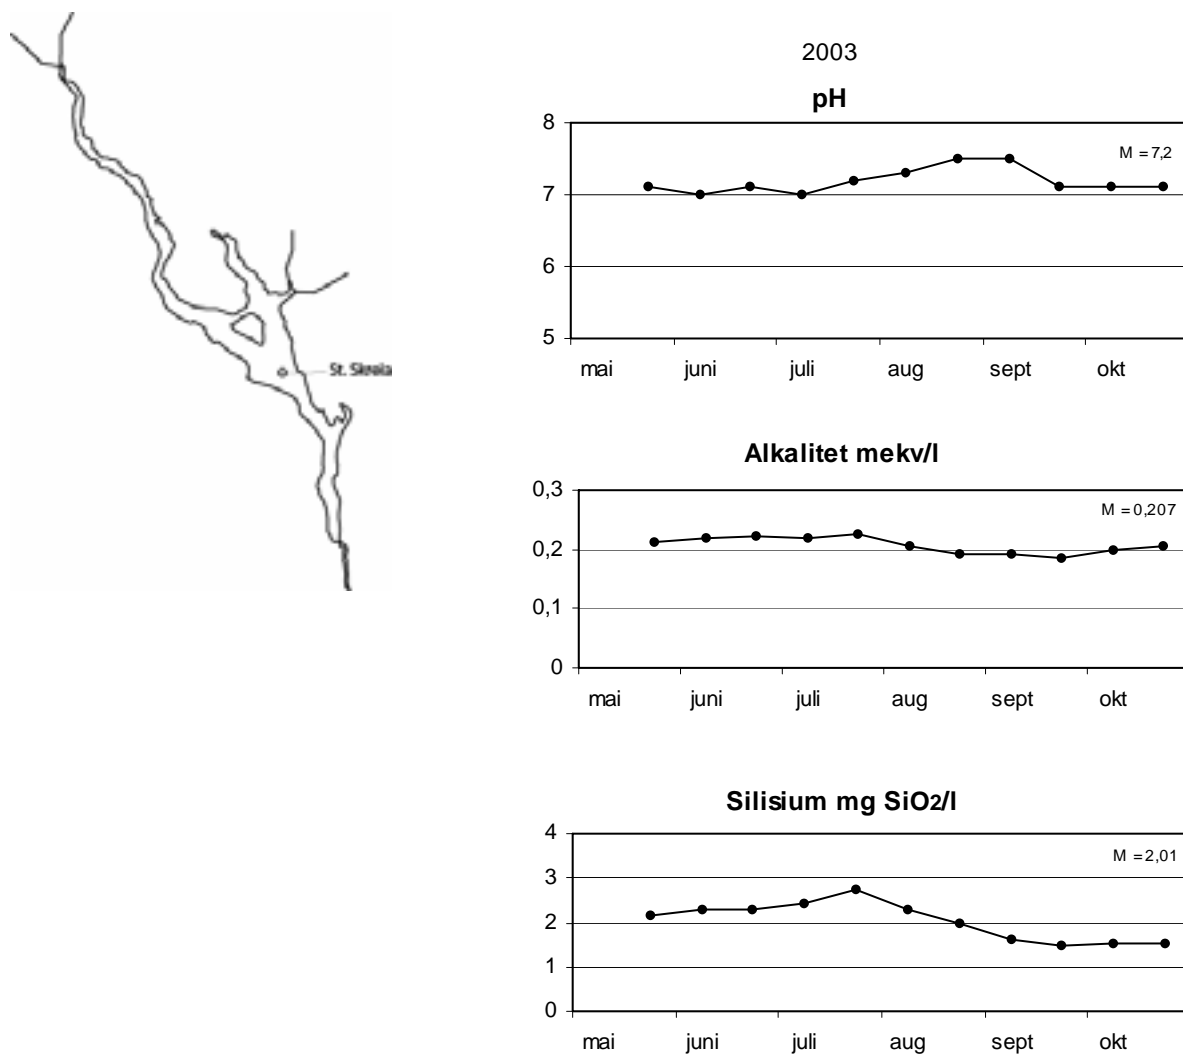 2003
pH
8
M = 7,2
7
6
5
mai juni juli aug sept okt
St. Skreia
Alkalitet mekv/l
0,3
M = 0,207
0,2
0,1
0
mai juni juli aug sept okt
Silisium mg SiO2/l
4
M = 2,01
3
2
1
0
mai juni juli aug sept okt